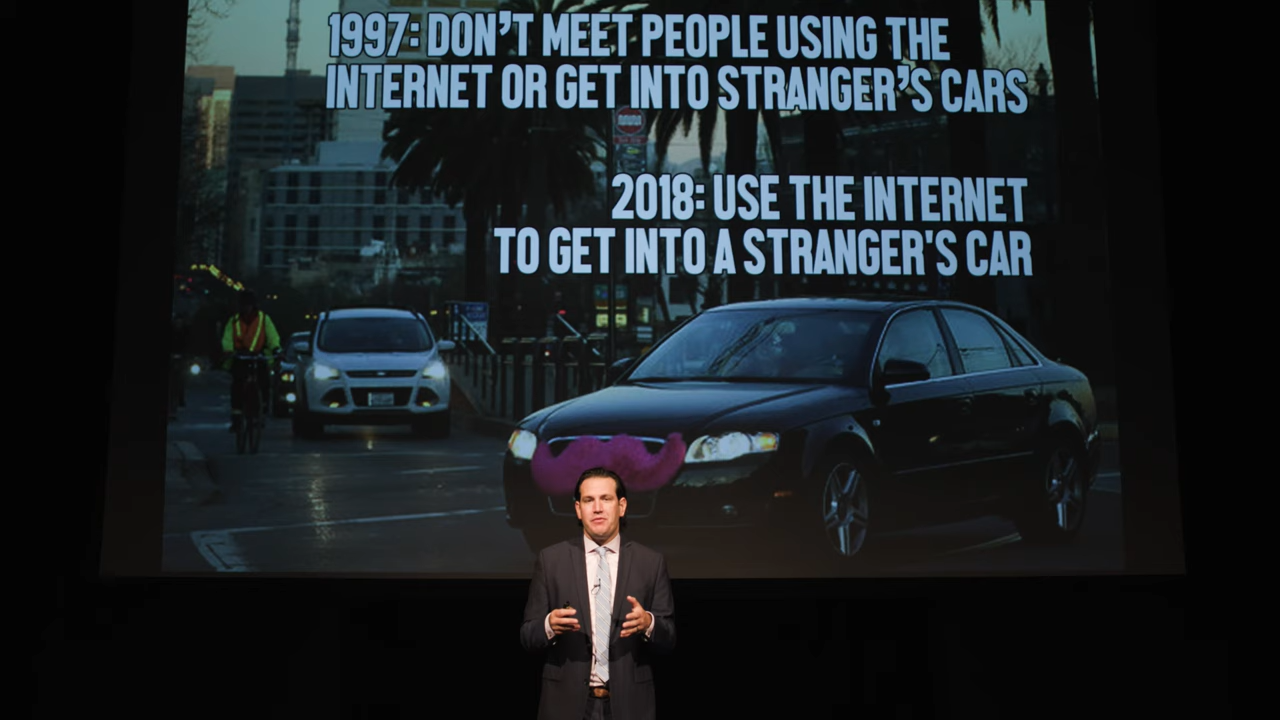 1997: DON’T MEET PEOPLE USING THE
INTERNET OR GET INTO STRANGER’S CARS
2018: USE THE INTERNET
TO GET INTO A STRANGER'S CAR